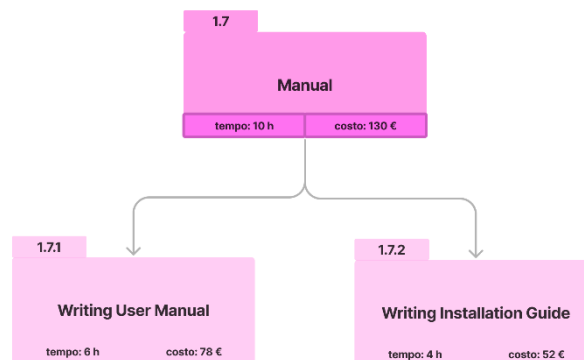 1.7
Manual
tempo: 10 h costo: 130 €
1.7.1
Writing User Manual
tempo: 6 h costo: 78 €
1.7.2
Writing Installation Guide
tempo: 4 h costo: 52 €